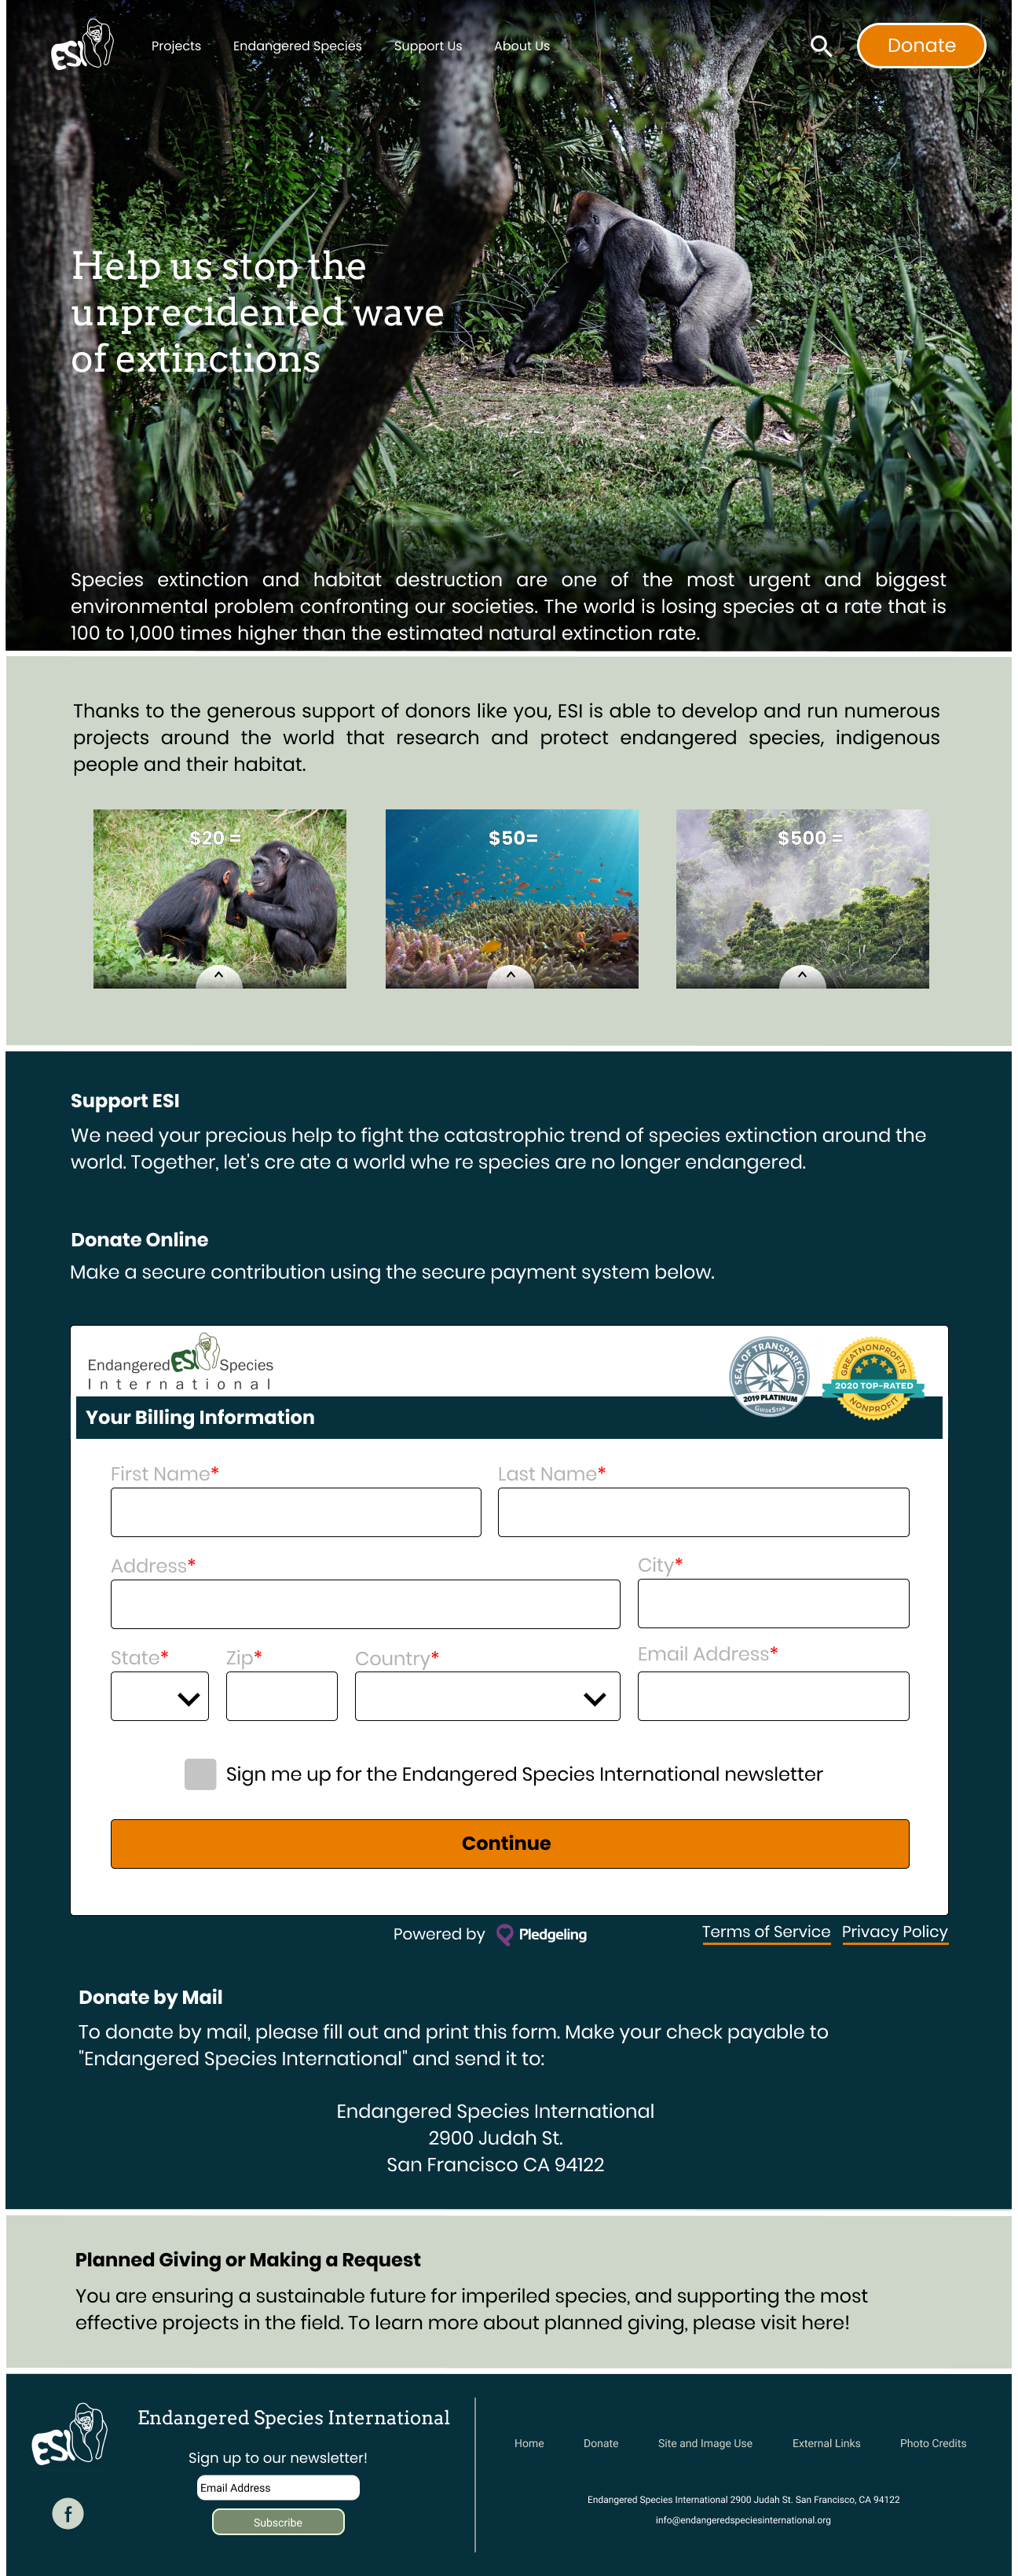 ESI
Projects
Endangered Species
Support Us
About Us
Donate
Help us stop the
unprecidented wave
of extinctions
Species extinction and habitat destruction are one of the most urgent and biggest
environmental problem confronting our societies. The world is losing species at a rate that is
100 to 1,000 times higher than the estimated natural extinction rate.
Thanks to the generous support of donors like you, ESI is able to develop and run numerous
projects around the world that research and protect endangered species, indigenous
people and their habitat.
$20 =
$50=
$500 =
Support ESI
We need your precious help to fight the catastrophic trend of species extinction around the
world. Together, let's cre ate a world whe re species are no longer endangered.
Donate Online
Make a secure contribution using the secure payment system below.
Endangered ESI Species
International
SEAL OF TRANSPARENCY
2019 PLATINUM
GuideStar
GREATNONPROFITS
2020 TOP-RATED
NONPROFIT
Your Billing Information
First Name*
Last Name*
Address*
City*
State*
Zip*
Country*
Email Address*
Sign me up for the Endangered Species International newsletter
Continue
Powered by Pledgeling
Terms of Service
Privacy Policy
Donate by Mail
To donate by mail, please fill out and print this form. Make your check payable to
"Endangered Species International" and send it to:
Endangered Species International
2900 Judah St.
San Francisco CA 94122
Planned Giving or Making a Request
You are ensuring a sustainable future for imperiled species, and supporting the most
effective projects in the field. To learn more about planned giving, please visit here!
ESI
Endangered Species International
Sign up to our newsletter!
Email Address
Subscribe
f
Home
Donate
Site and Image Use
External Links
Photo Credits
Endangered Species International 2900 Judah St. San Francisco, CA 94122
info@endangeredspeciesinternational.org